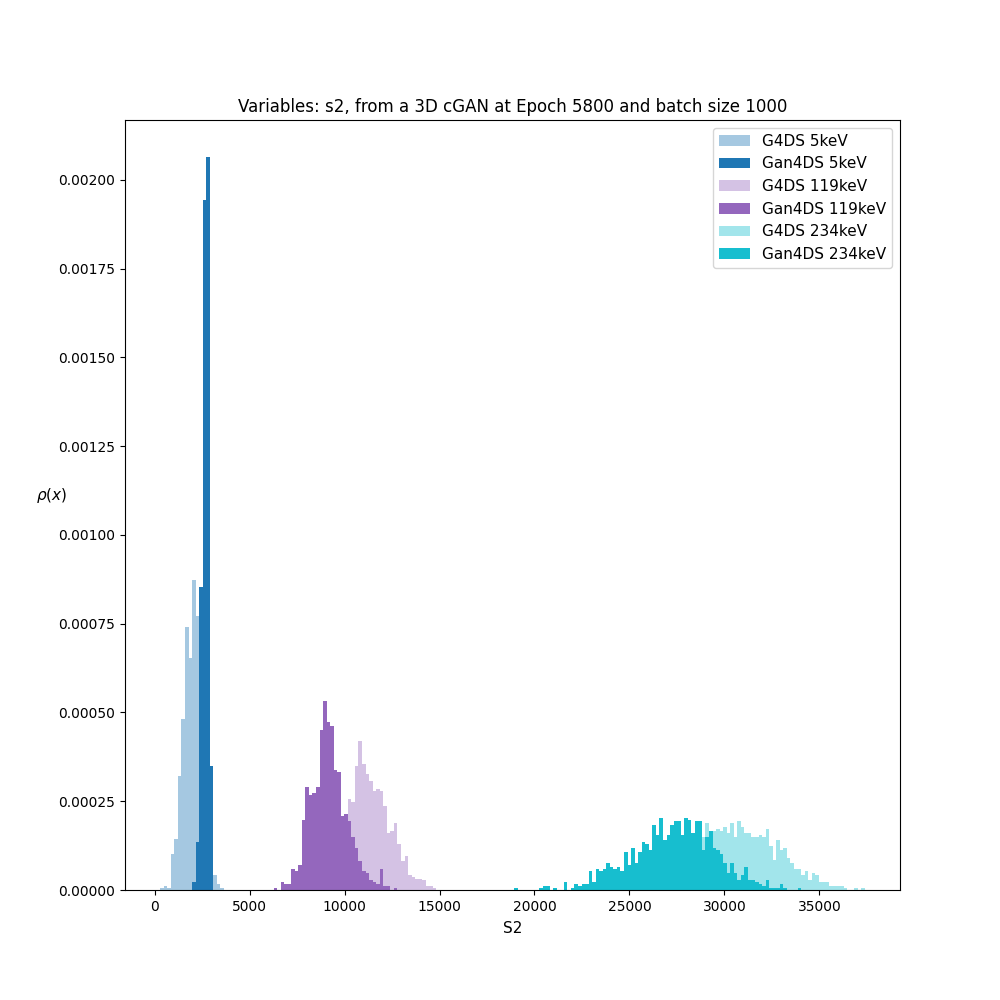 Variables: s2, from a 3D cGAN at Epoch 5800 and batch size 1000
G4DS 5keV
Gan4DS 5keV
G4DS 119keV
Gan4DS 119keV
G4DS 234keV
Gan4DS 234keV
0.00200
0.00175
0.00150
0.00125
ρ(x)
0.00100
0.00075
0.00050
0.00025
0.00000
0 5000 10000 15000 20000 25000 30000 35000
S2